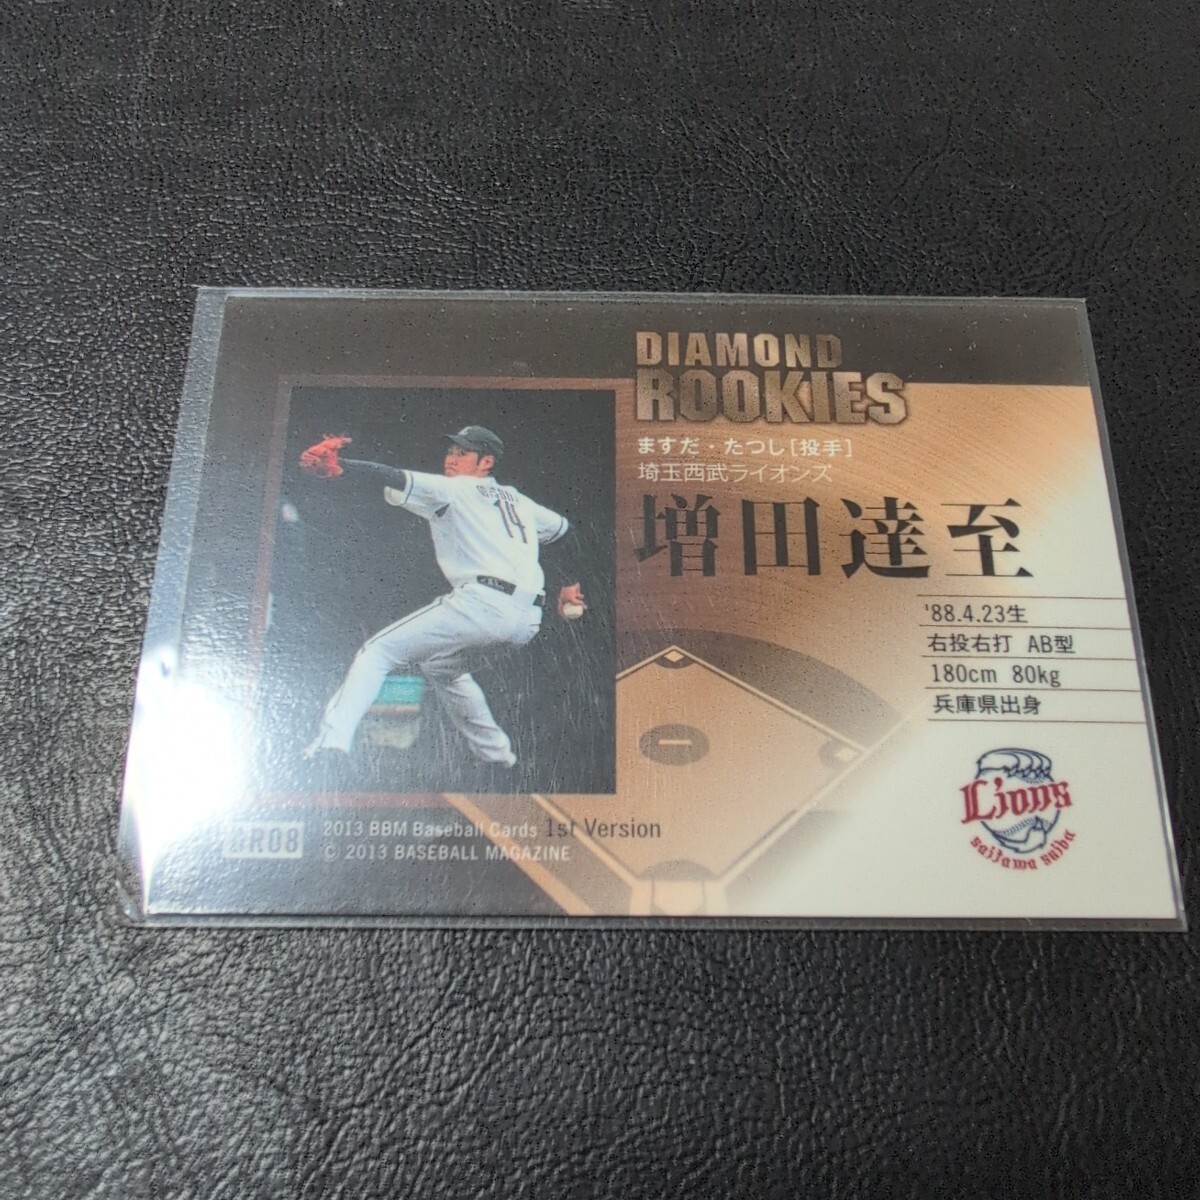 DIAMOND
ROOKIES
ますだ・たつし[投手]
埼玉西武ライオンズ
増田達至
'88.4.23生
右投右打 AB型
180cm 80kg
兵庫県出身
14
Lions
saitama seibu
DR08
2013 BBM Baseball Cards 1st Version
© 2013 BASEBALL MAGAZINE